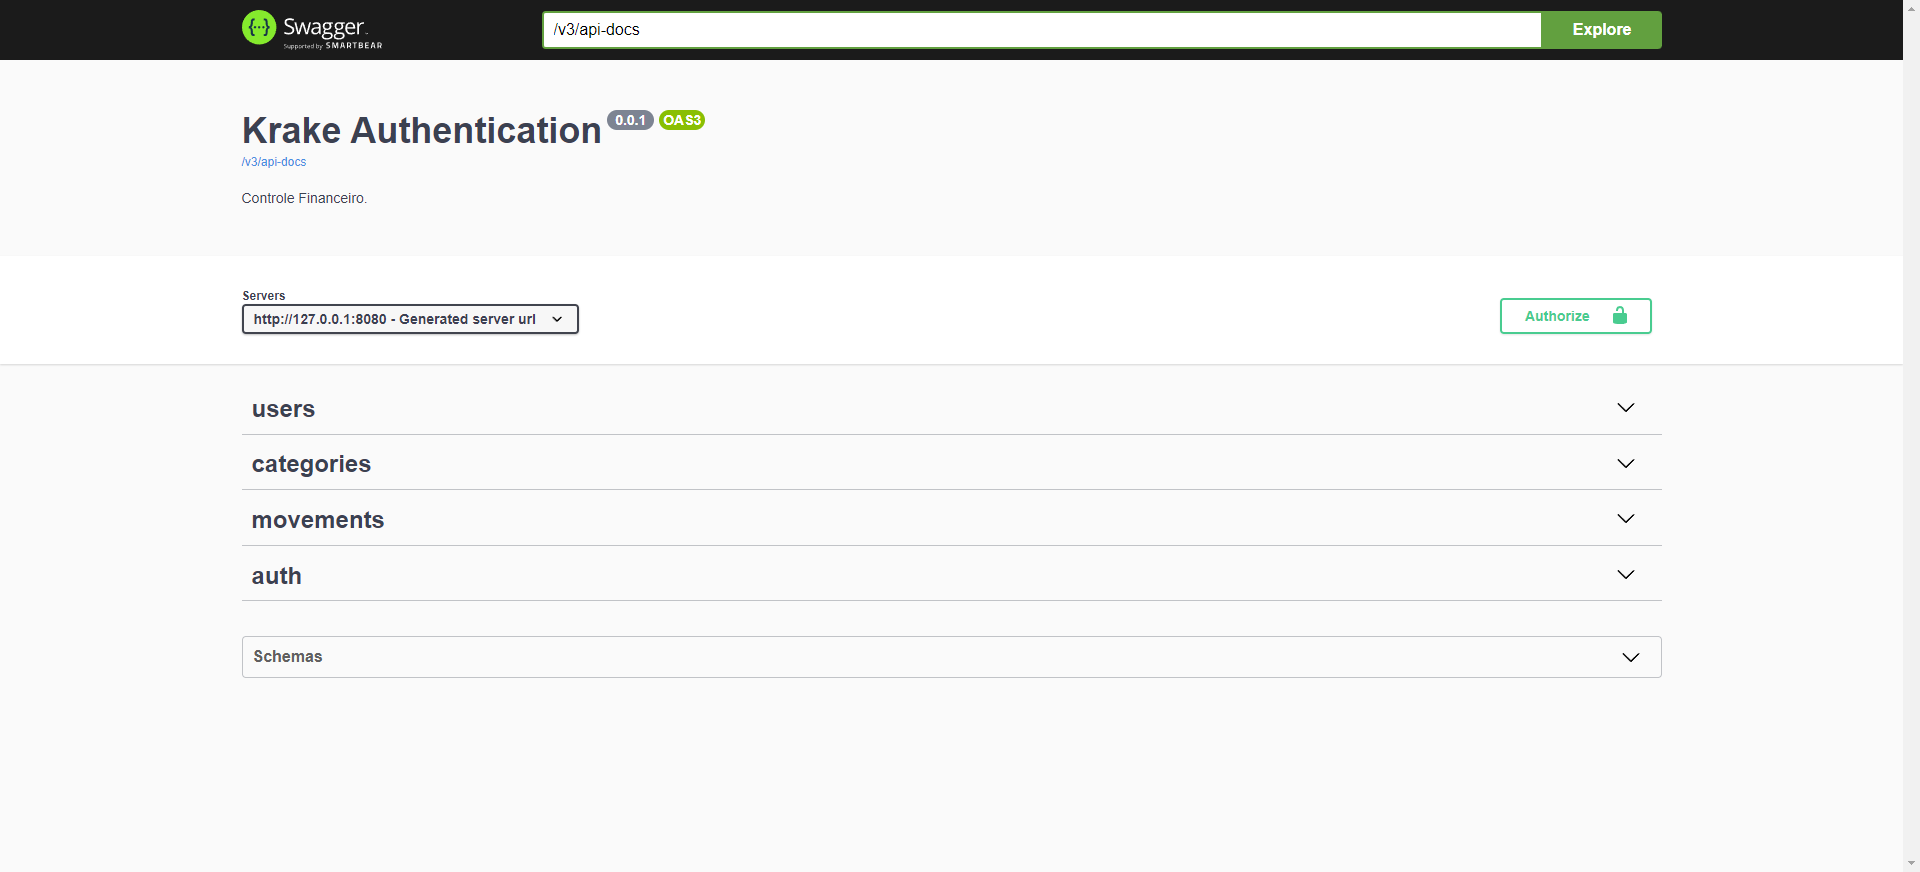 {···} Swagger.
Supported by SMARTBEAR
/v3/api-docs
Explore
Krake Authentication 0.0.1 OAS3
/v3/api-docs
Controle Financeiro.
Servers
http://127.0.0.1:8080 - Generated server url
Authorize
users
categories
movements
auth
Schemas